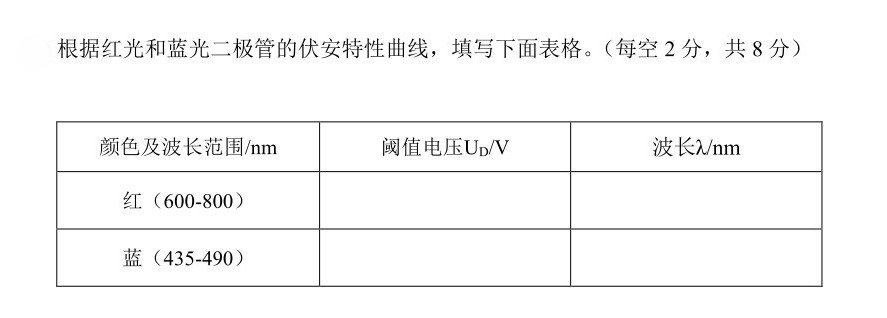 根据红光和蓝光二极管的伏安特性曲线，填写下面表格。（每空 2 分，共 8 分）
颜色及波长范围/nm 阈值电压UD/V 波长λ/nm
红（600-800）
蓝（435-490）